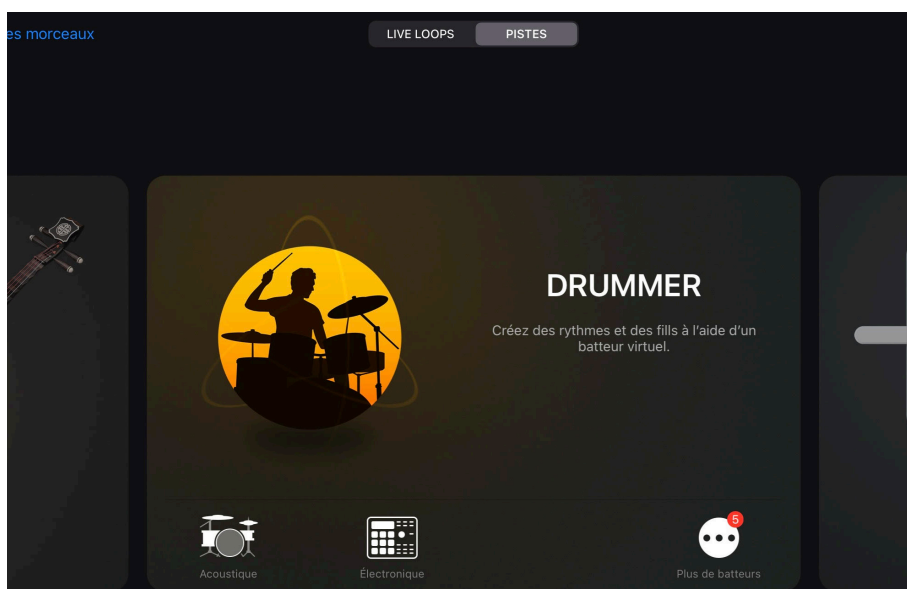 es morceaux
LIVE LOOPS
PISTES
DRUMMER
Créez des rythmes et des fills à l’aide d’un
batteur virtuel.
5
Acoustique
Électronique
Plus de batteurs